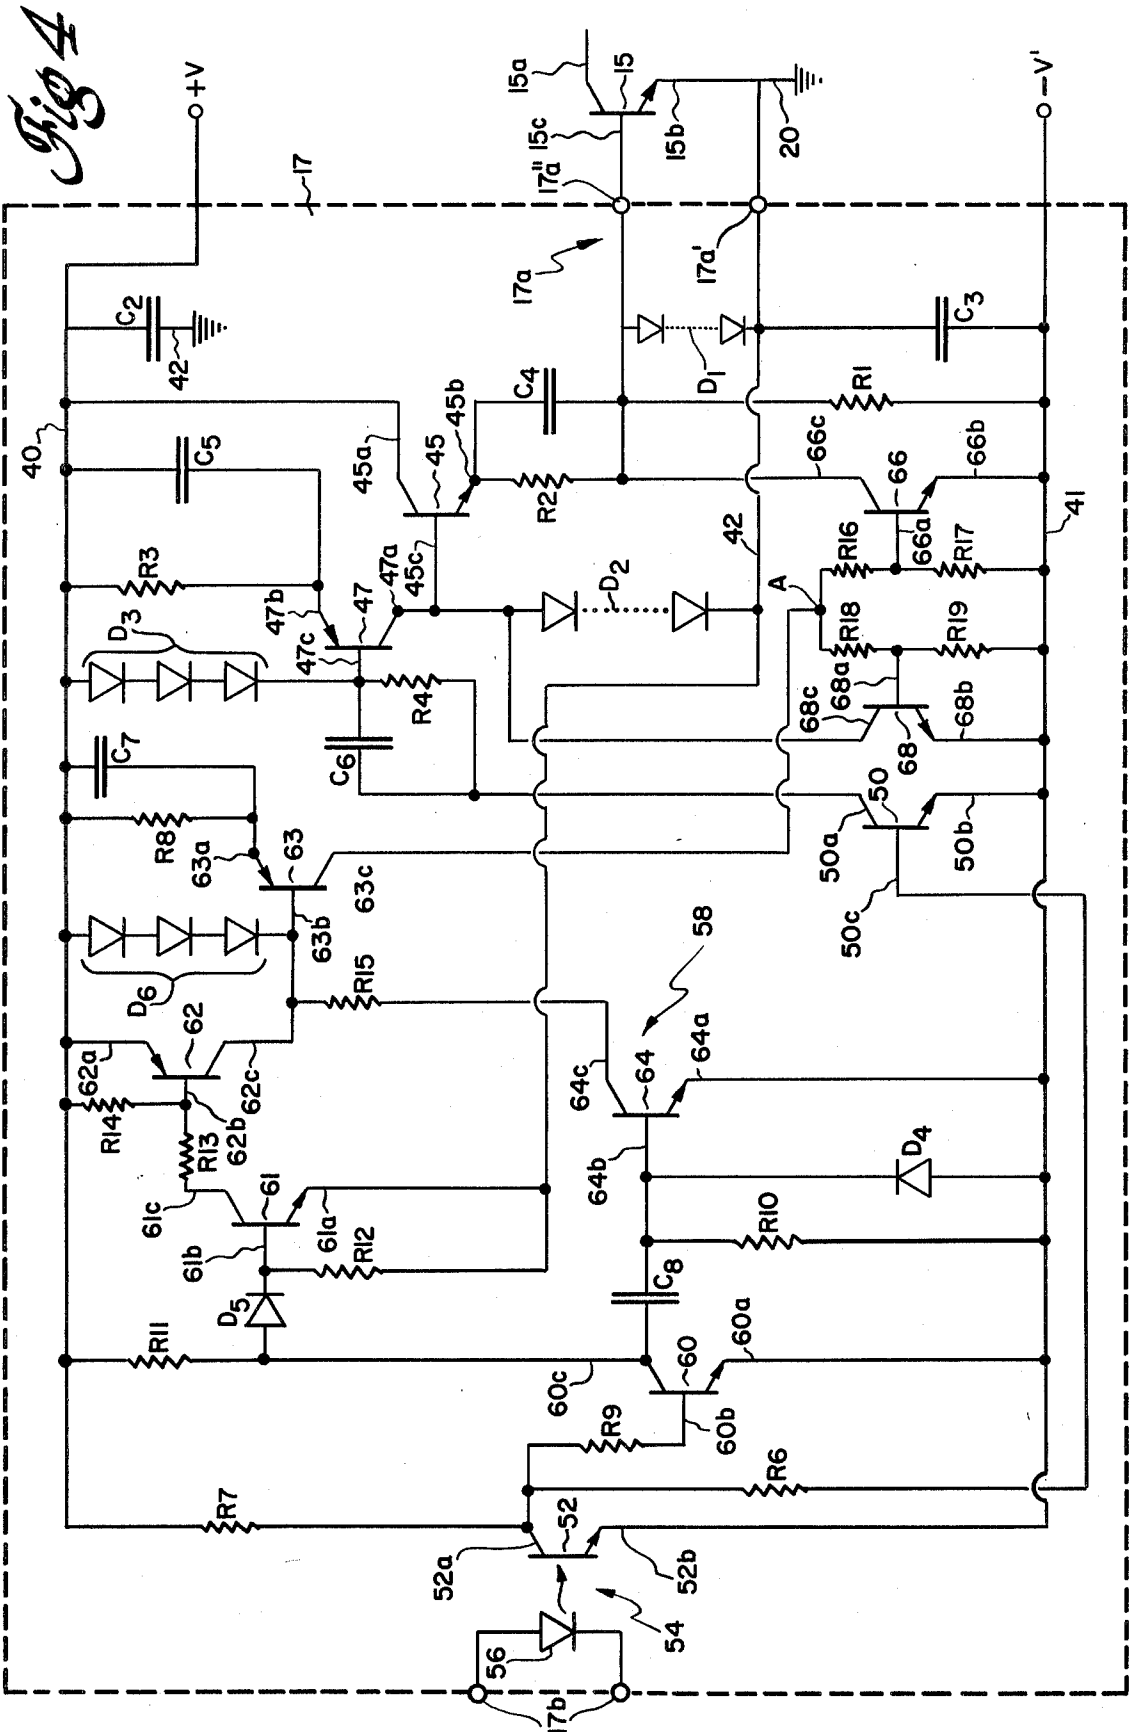 Fig 4
+V
-V'
17
15a
15
15c
15b
20
17a"
17a'
17a
40
C2
42
C5
45a
45
45b
45c
C4
R2
D1
C3
R1
R3
D3
47b
47
47a
47c
R4
C6
D2
42
66c
66
66b
66a
41
A
R16
R17
R18
R19
68a
68c
68
68b
C7
R8
63a
63
63b
63c
50
50a
50b
50c
D6
R15
58
62a
62
62b
62c
R14
R13
64c
64
64a
64b
D4
61c
61
61b
61a
R12
D5
R10
C8
R11
60c
60
60a
60b
R9
R6
R7
52a
52
52b
54
56
17b